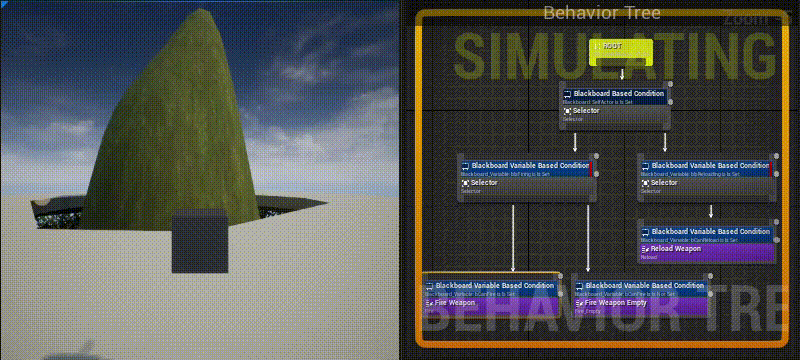 Behavior Tree
Zoom
SIMULATING
ROOT
Blackboard Based Condition
Blackboard: SelfActor is Set
Selector
Selector
Blackboard Variable Based Condition
Blackboard_Variable: bIsFiring is Is Set
Selector
Selector
Blackboard Variable Based Condition
Blackboard_Variable: bIsReloading is Is Set
Selector
Selector
Blackboard Variable Based Condition
Blackboard_Variable: bCanReload is Is Set
Reload Weapon
Reload
Blackboard Variable Based Condition
Blackboard_Variable: bCanFire is Is Set
Fire Weapon
Fire
Blackboard Variable Based Condition
Blackboard_Variable: bCanFire is Is Not Set
Fire Weapon Empty
Fire_Empty
BEHAVIOR TRE